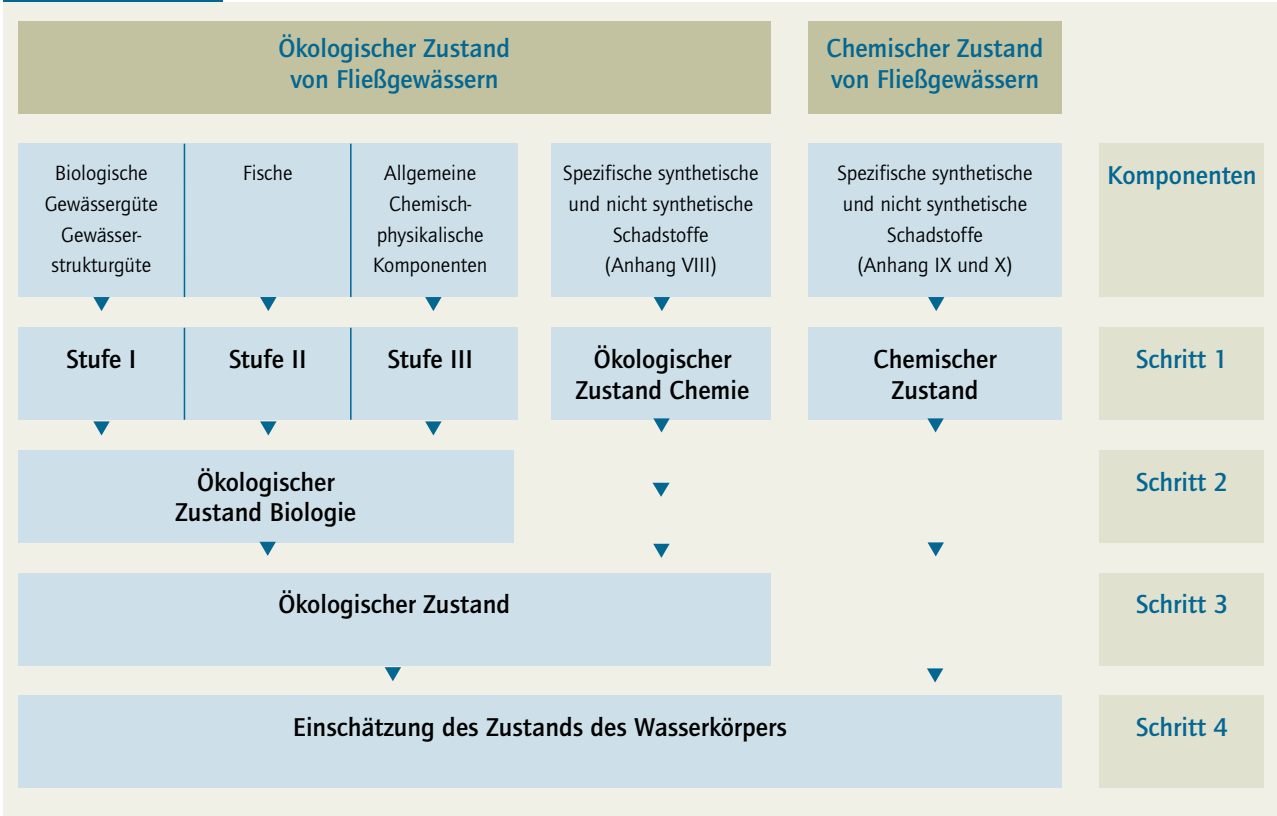 Ökologischer Zustand
von Fließgewässern
Chemischer Zustand
von Fließgewässern
Biologische
Gewässergüte
Gewässer-
strukturgüte
Fische
Allgemeine
Chemisch-
physikalische
Komponenten
Spezifische synthetische
und nicht synthetische
Schadstoffe
(Anhang VIII)
Spezifische synthetische
und nicht synthetische
Schadstoffe
(Anhang IX und X)
Komponenten
Stufe I
Stufe II
Stufe III
Ökologischer
Zustand Chemie
Chemischer
Zustand
Schritt 1
Ökologischer
Zustand Biologie
Schritt 2
Ökologischer Zustand
Schritt 3
Einschätzung des Zustands des Wasserkörpers
Schritt 4